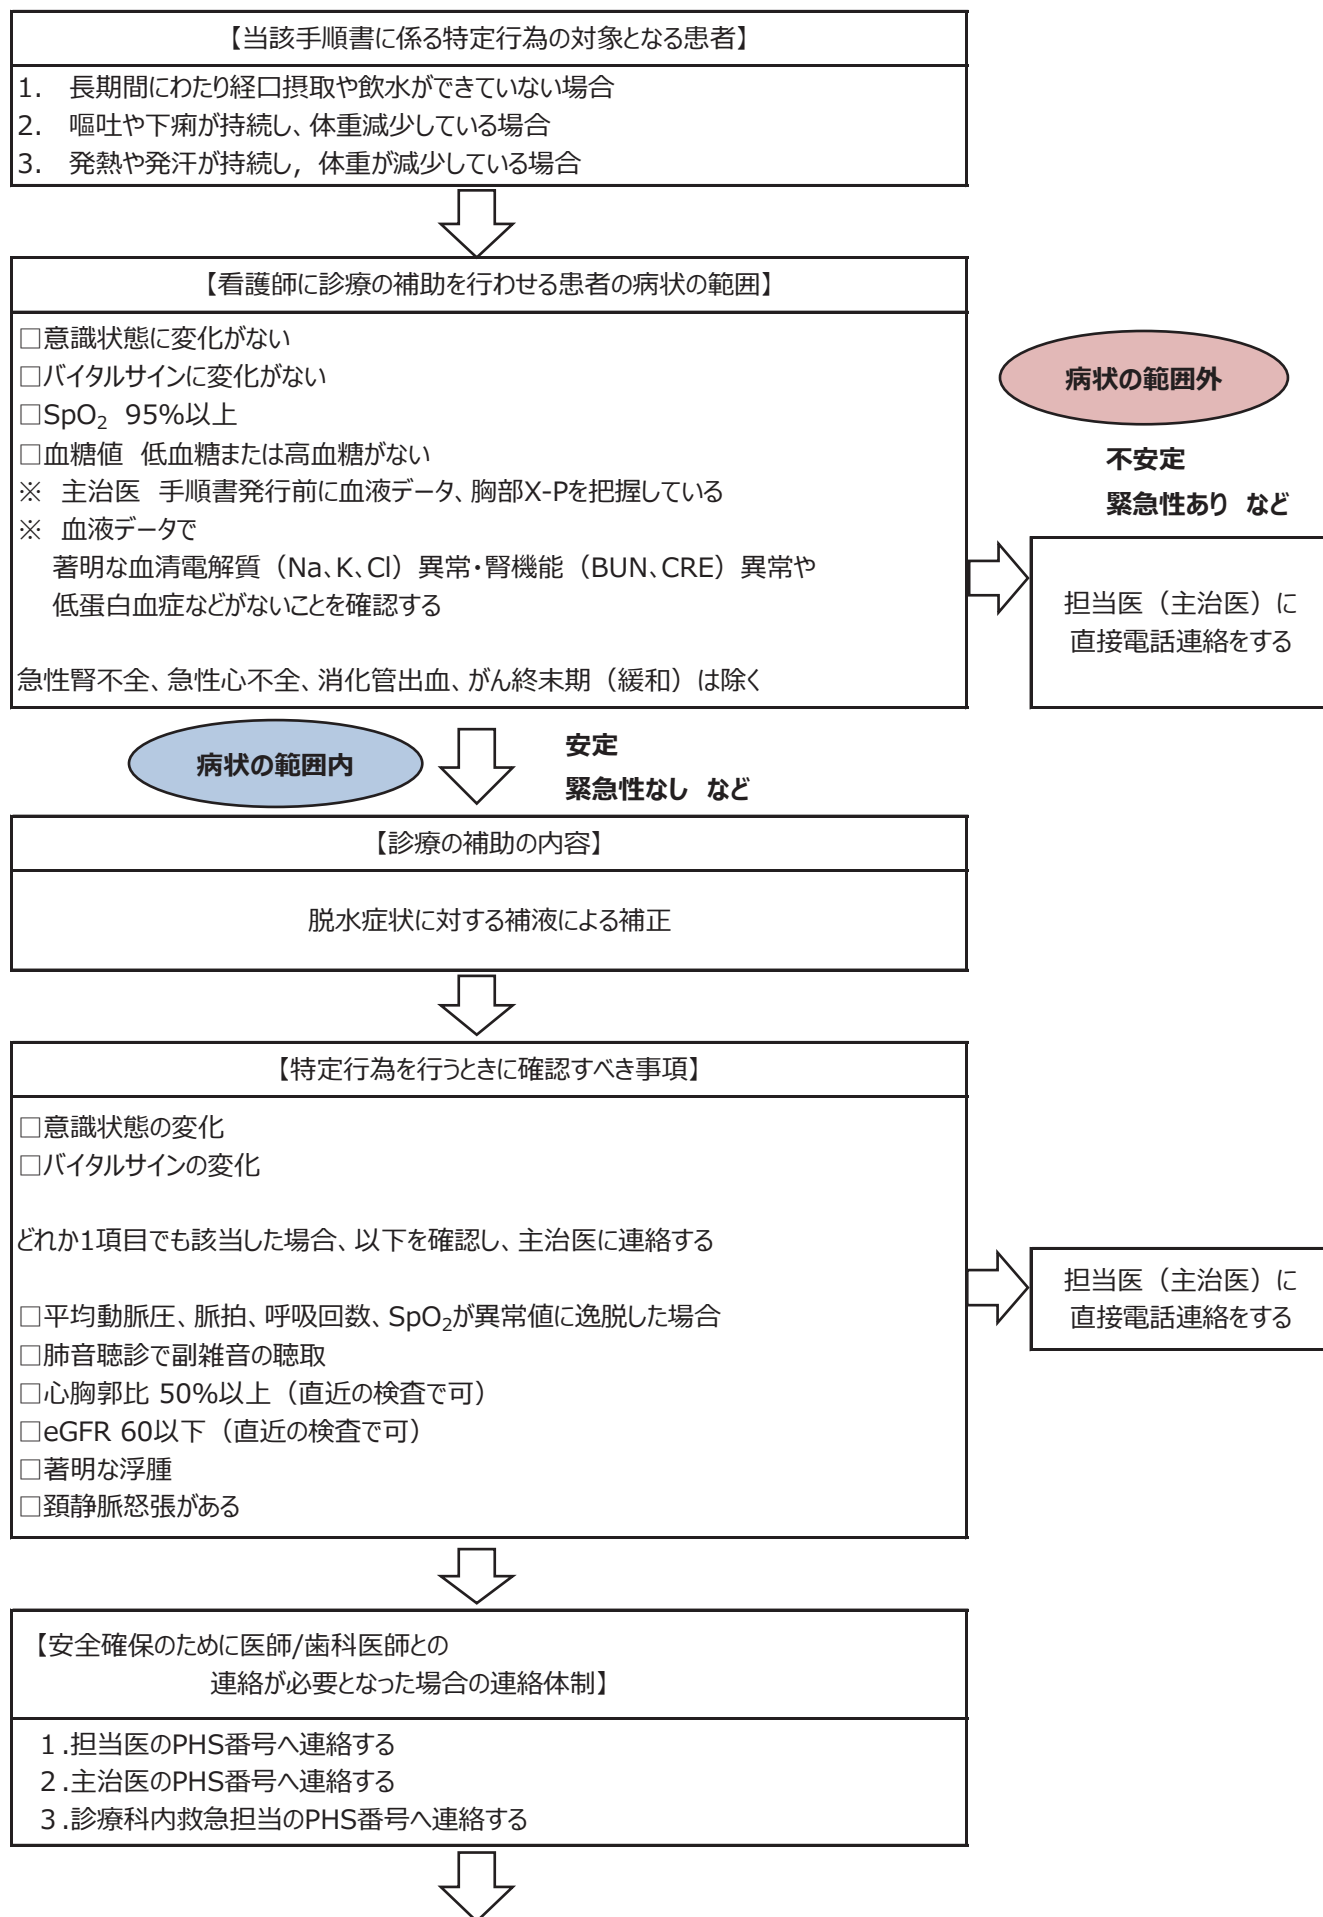 【当該手順書に係る特定行為の対象となる患者】
1. 長期間にわたり経口摂取や飲水ができていない場合
2. 嘔吐や下痢が持続し、体重減少している場合
3. 発熱や発汗が持続し，体重が減少している場合
【看護師に診療の補助を行わせる患者の病状の範囲】
□意識状態に変化がない
□バイタルサインに変化がない
□SpO₂ 95%以上
□血糖値 低血糖または高血糖がない
※ 主治医 手順書発行前に血液データ、胸部X-Pを把握している
※ 血液データで
著明な血清電解質（Na、K、Cl）異常・腎機能（BUN、CRE）異常や
低蛋白血症などがないことを確認する
急性腎不全、急性心不全、消化管出血、がん終末期（緩和）は除く
病状の範囲外
不安定
緊急性あり など
担当医（主治医）に
直接電話連絡をする
病状の範囲内
安定
緊急性なし など
【診療の補助の内容】
脱水症状に対する補液による補正
【特定行為を行うときに確認すべき事項】
□意識状態の変化
□バイタルサインの変化
どれか1項目でも該当した場合、以下を確認し、主治医に連絡する
□平均動脈圧、脈拍、呼吸回数、SpO₂が異常値に逸脱した場合
□肺音聴診で副雑音の聴取
□心胸郭比 50%以上（直近の検査で可）
□eGFR 60以下（直近の検査で可）
□著明な浮腫
□頚静脈怒張がある
担当医（主治医）に
直接電話連絡をする
【安全確保のために医師/歯科医師との
連絡が必要となった場合の連絡体制】
１.担当医のPHS番号へ連絡する
２.主治医のPHS番号へ連絡する
３.診療科内救急担当のPHS番号へ連絡する